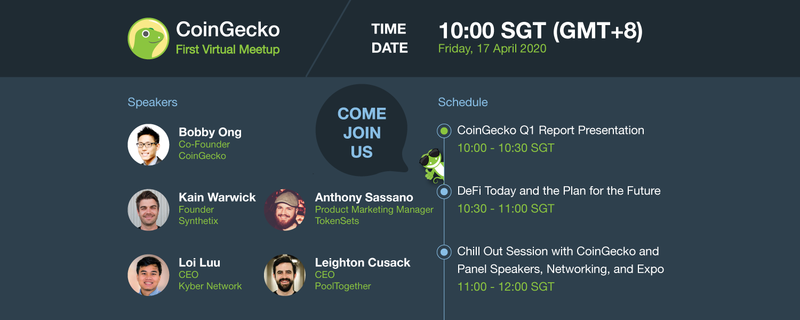 CoinGecko
First Virtual Meetup
TIME
DATE
10:00 SGT (GMT+8)
Friday, 17 April 2020
Speakers
Bobby Ong
Co-Founder
CoinGecko
Kain Warwick
Founder
Synthetix
Anthony Sassano
Product Marketing Manager
TokenSets
Loi Luu
CEO
Kyber Network
Leighton Cusack
CEO
PoolTogether
COME
JOIN
US
Schedule
CoinGecko Q1 Report Presentation
10:00 - 10:30 SGT
DeFi Today and the Plan for the Future
10:30 - 11:00 SGT
Chill Out Session with CoinGecko and
Panel Speakers, Networking, and Expo
11:00 - 12:00 SGT